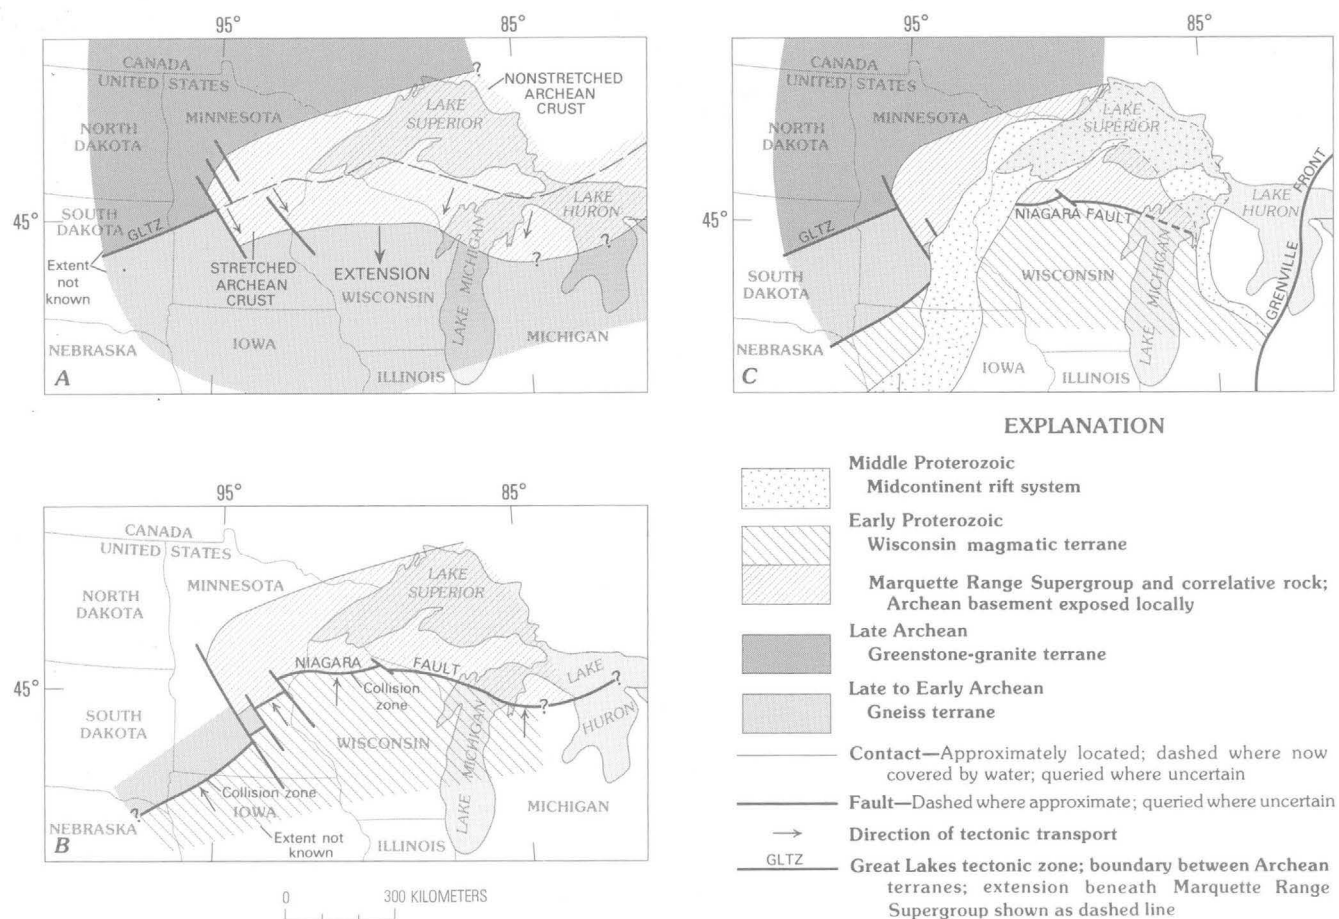 95°
85°
CANADA
UNITED STATES
NONSTRETCHED
ARCHEAN
CRUST
MINNESOTA
NORTH
DAKOTA
LAKE
SUPERIOR
45°
SOUTH
DAKOTA
GLTZ
LAKE
HURON
Extent
not
known
STRETCHED
ARCHEAN
CRUST
EXTENSION
WISCONSIN
LAKE MICHIGAN
?
?
?
IOWA
MICHIGAN
NEBRASKA
ILLINOIS
A
95°
85°
CANADA
UNITED STATES
MINNESOTA
NORTH
DAKOTA
LAKE
SUPERIOR
45°
NIAGARA FAULT
Collision
zone
LAKE
HURON
?
?
SOUTH
DAKOTA
WISCONSIN
LAKE MICHIGAN
Collision zone
?
IOWA
MICHIGAN
NEBRASKA
Extent not
known
ILLINOIS
B
0 300 KILOMETERS
95°
85°
CANADA
UNITED STATES
MINNESOTA
NORTH
DAKOTA
LAKE
SUPERIOR
45°
GLTZ
NIAGARA FAULT
LAKE
HURON
GRENVILLE FRONT
SOUTH
DAKOTA
WISCONSIN
LAKE MICHIGAN
NEBRASKA
IOWA
ILLINOIS
C
EXPLANATION
Middle Proterozoic
Midcontinent rift system
Early Proterozoic
Wisconsin magmatic terrane
Marquette Range Supergroup and correlative rock;
Archean basement exposed locally
Late Archean
Greenstone-granite terrane
Late to Early Archean
Gneiss terrane
Contact—Approximately located; dashed where now
covered by water; queried where uncertain
Fault—Dashed where approximate; queried where uncertain
Direction of tectonic transport
GLTZ
Great Lakes tectonic zone; boundary between Archean
terranes; extension beneath Marquette Range
Supergroup shown as dashed line